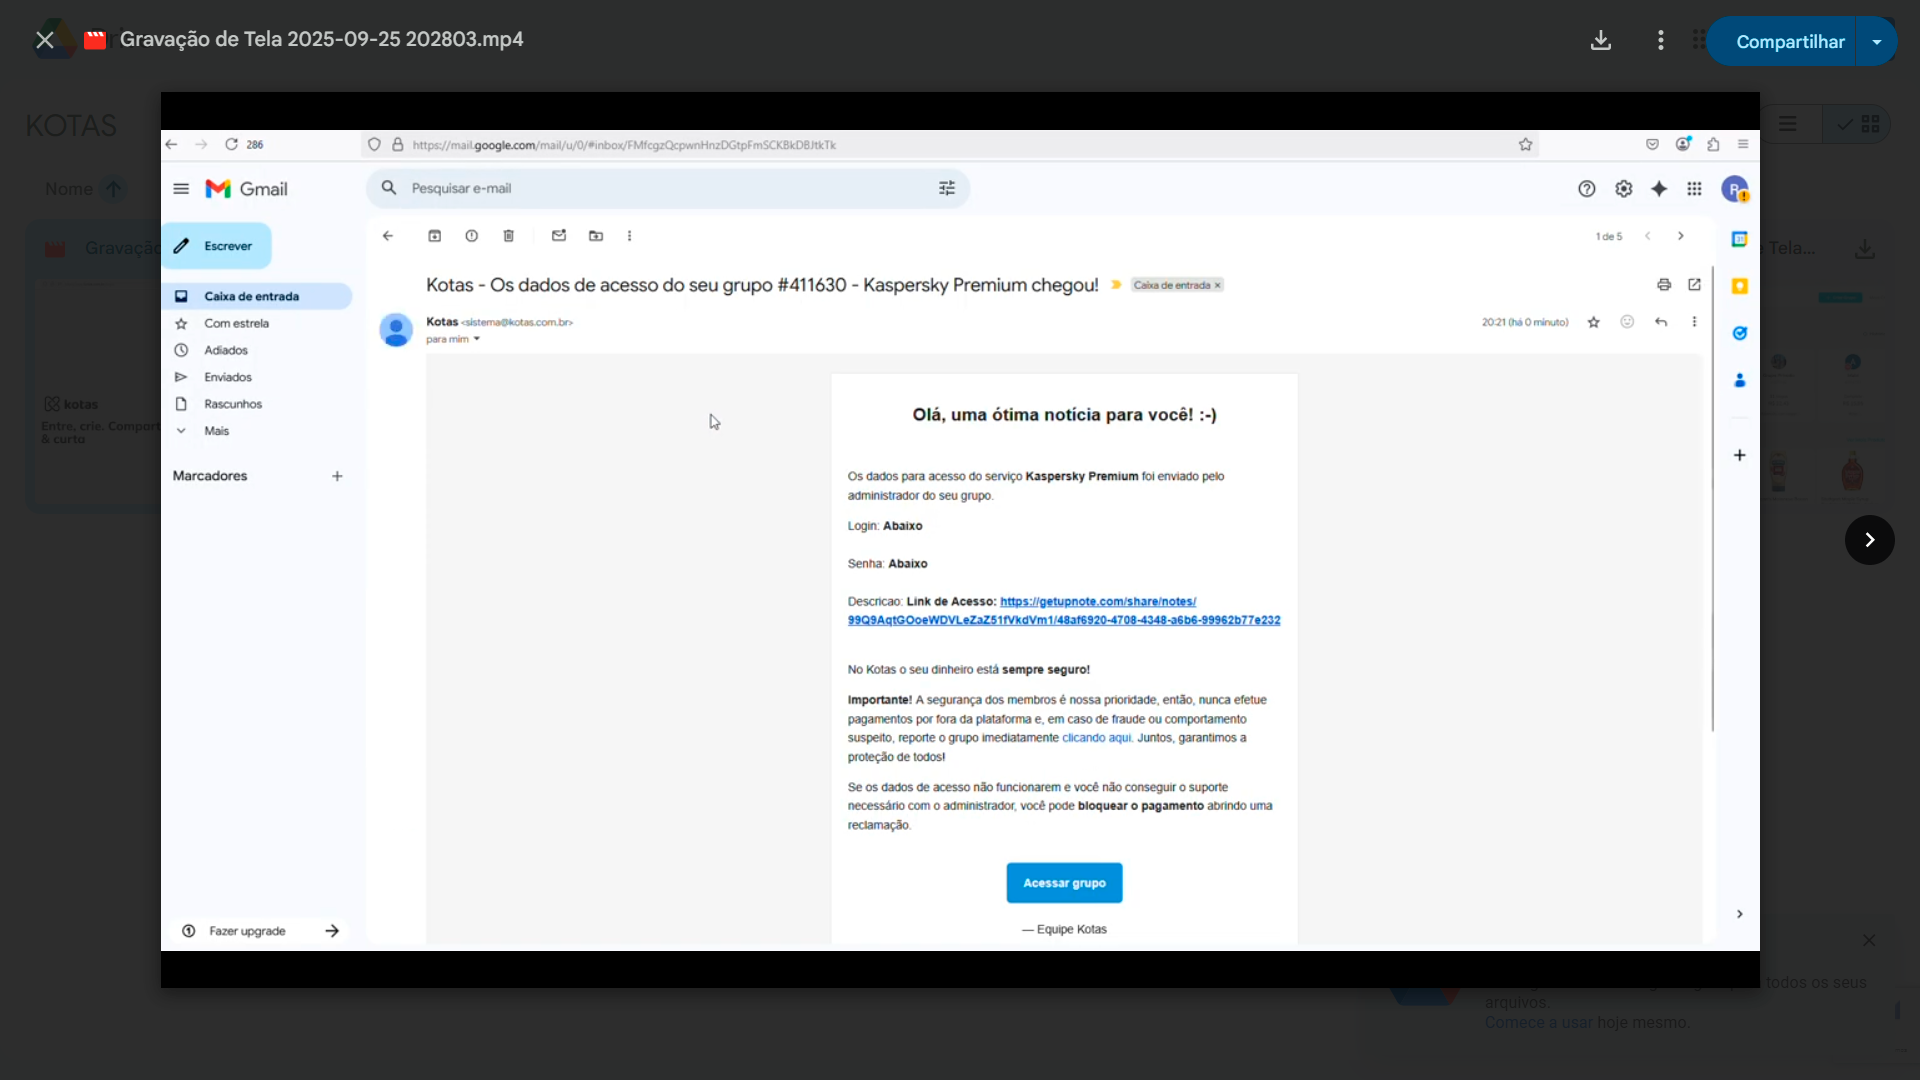 Gravação de Tela 2025-09-25 202803.mp4
Compartilhar
KOTAS
Nome
Gravação
Tela...
kotas
Entre, crie. Compart
& curta
286
https://mail.google.com/mail/u/0/#inbox/FMfcgzQcpwnHnzDGtpFmSCKBkDBJtkTk
Gmail
Pesquisar e-mail
R
Escrever
1 de 5
Caixa de entrada
Com estrela
Adiados
Enviados
Rascunhos
Mais
Marcadores
Fazer upgrade
Kotas - Os dados de acesso do seu grupo #411630 - Kaspersky Premium chegou!
Caixa de entrada ×
Kotas <sistema@kotas.com.br>
20:21 (há 0 minuto)
para mim
Olá, uma ótima notícia para você! :-)
Os dados para acesso do serviço Kaspersky Premium foi enviado pelo
administrador do seu grupo.
Login: Abaixo
Senha: Abaixo
Descricao: Link de Acesso: https://getupnote.com/share/notes/
99Q9AqtGOoeWDVLeZaZ51fVkdVm1/48af6920-4708-4348-a6b6-99962b77e232
No Kotas o seu dinheiro está sempre seguro!
Importante! A segurança dos membros é nossa prioridade, então, nunca efetue
pagamentos por fora da plataforma e, em caso de fraude ou comportamento
suspeito, reporte o grupo imediatamente clicando aqui. Juntos, garantimos a
proteção de todos!
Se os dados de acesso não funcionarem e você não conseguir o suporte
necessário com o administrador, você pode bloquear o pagamento abrindo uma
reclamação.
Acessar grupo
— Equipe Kotas
todos os seus
arquivos.
Comece a usar hoje mesmo.